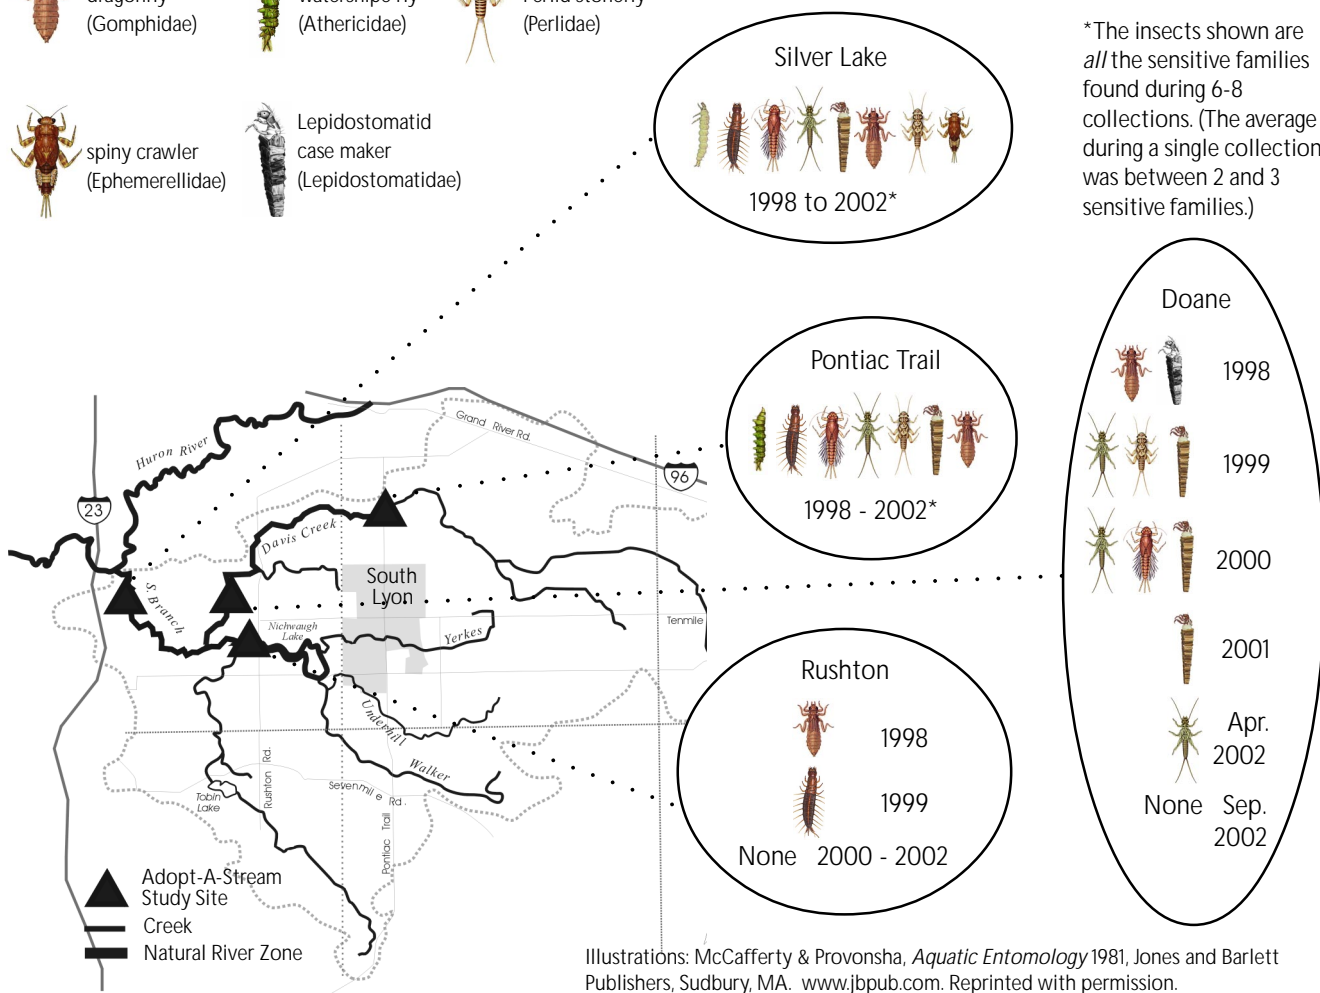 (Gomphidae)
(Athericidae)
(Perlidae)
spiny crawler
(Ephemerellidae)
Lepidostomatid
case maker
(Lepidostomatidae)
Silver Lake
1998 to 2002*
*The insects shown are
all the sensitive families
found during 6-8
collections. (The average
during a single collection
was between 2 and 3
sensitive families.)
Pontiac Trail
1998 - 2002*
Doane
1998
1999
2000
2001
Apr.
2002
None Sep.
2002
Rushton
1998
1999
None 2000 - 2002
Huron River
Grand River Rd.
96
23
Davis Creek
S. Branch
South
Lyon
Nichwaugh
Lake
Yerkes
Tenmile
Underhill
Walker
Rushton Rd.
Sevenmile Rd.
Tobin
Lake
Pontiac Trail
Adopt-A-Stream
Study Site
Creek
Natural River Zone
Illustrations: McCafferty & Provonsha, Aquatic Entomology 1981, Jones and Barlett
Publishers, Sudbury, MA. www.jbpub.com. Reprinted with permission.